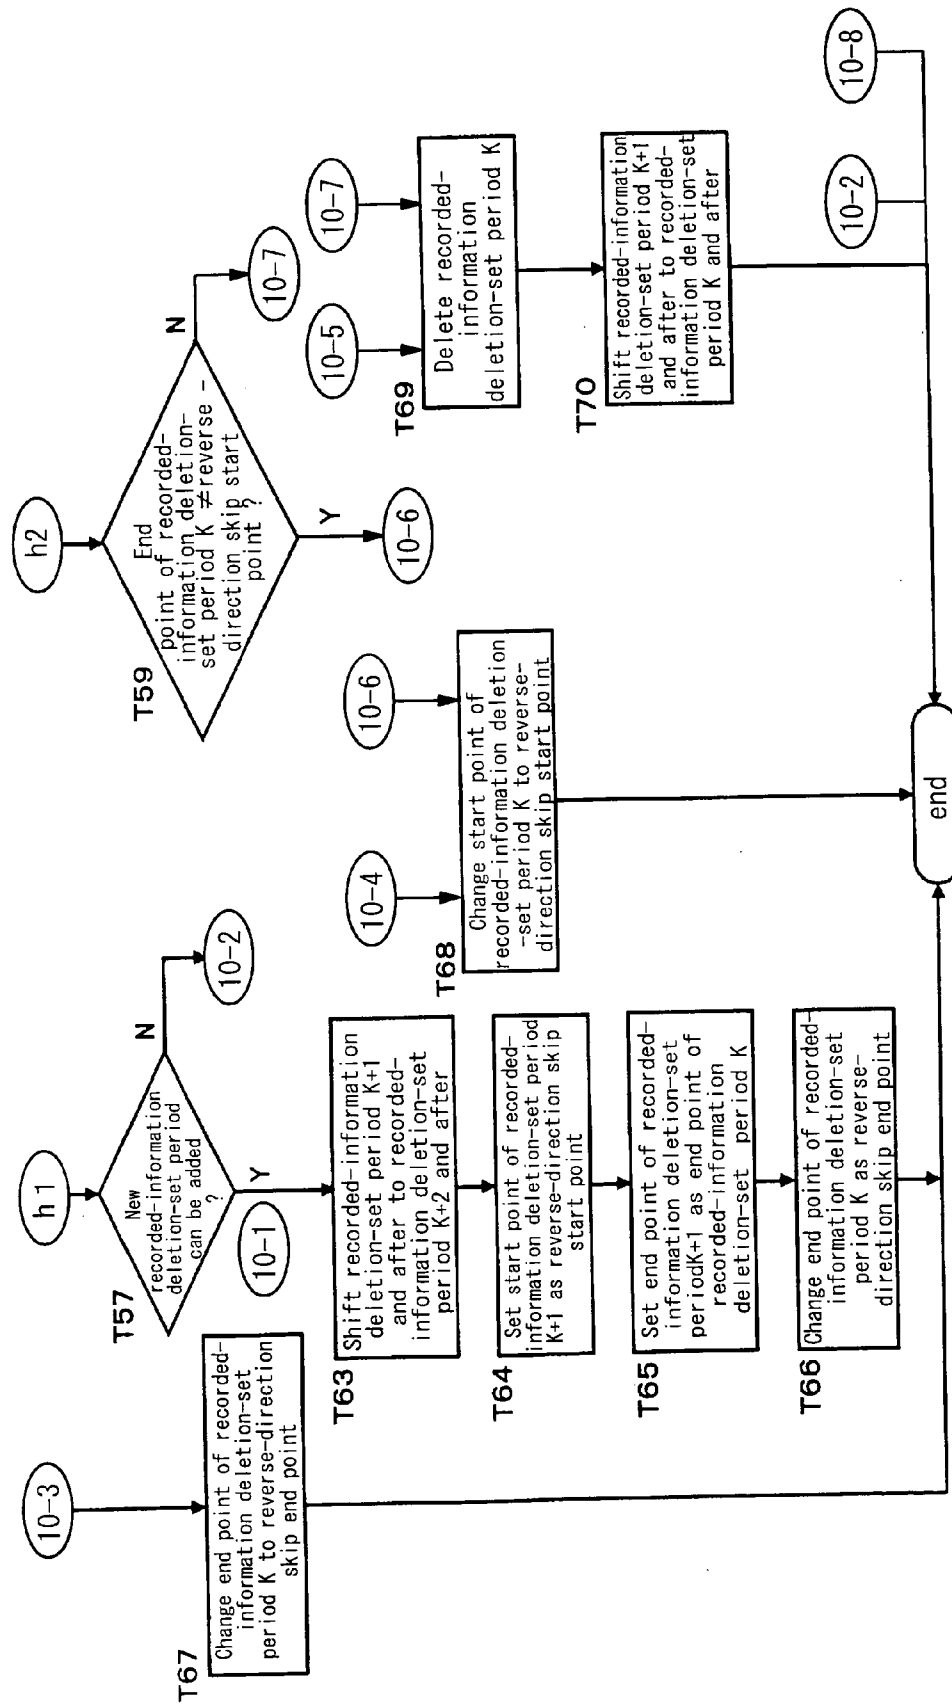 10-3
T67
Change end point of recorded-
information deletion-set
period K to reverse-direction
skip end point
h1
T57
New
recorded-information
deletion-set period
can be added
?
N
10-2
Y
10-1
T63
Shift recorded-information
deletion-set period K+1
and after to recorded-
information deletion-set
period K+2 and after
T64
Set start point of recorded-
information deletion-set period
K+1 as reverse-direction skip
start point
T65
Set end point of recorded-
information deletion-set
periodK+1 as end point of
recorded-information
deletion-set period K
T66
Change end point of recorded-
information deletion-set
period K as reverse-
direction skip end point
10-4
10-6
T68
Change start point of
recorded-information deletion
-set period K to reverse-
direction skip start point
h2
T59
End
point of recorded-
information deletion-
set period K ≠reverse -
direction skip start
point ?
N
10-7
Y
10-6
10-5
10-7
T69
Delete recorded-
information
deletion-set period K
T70
Shift recorded-information
deletion-set period K+1
and after to recorded-
information deletion-set
period K and after
10-2
10-8
end